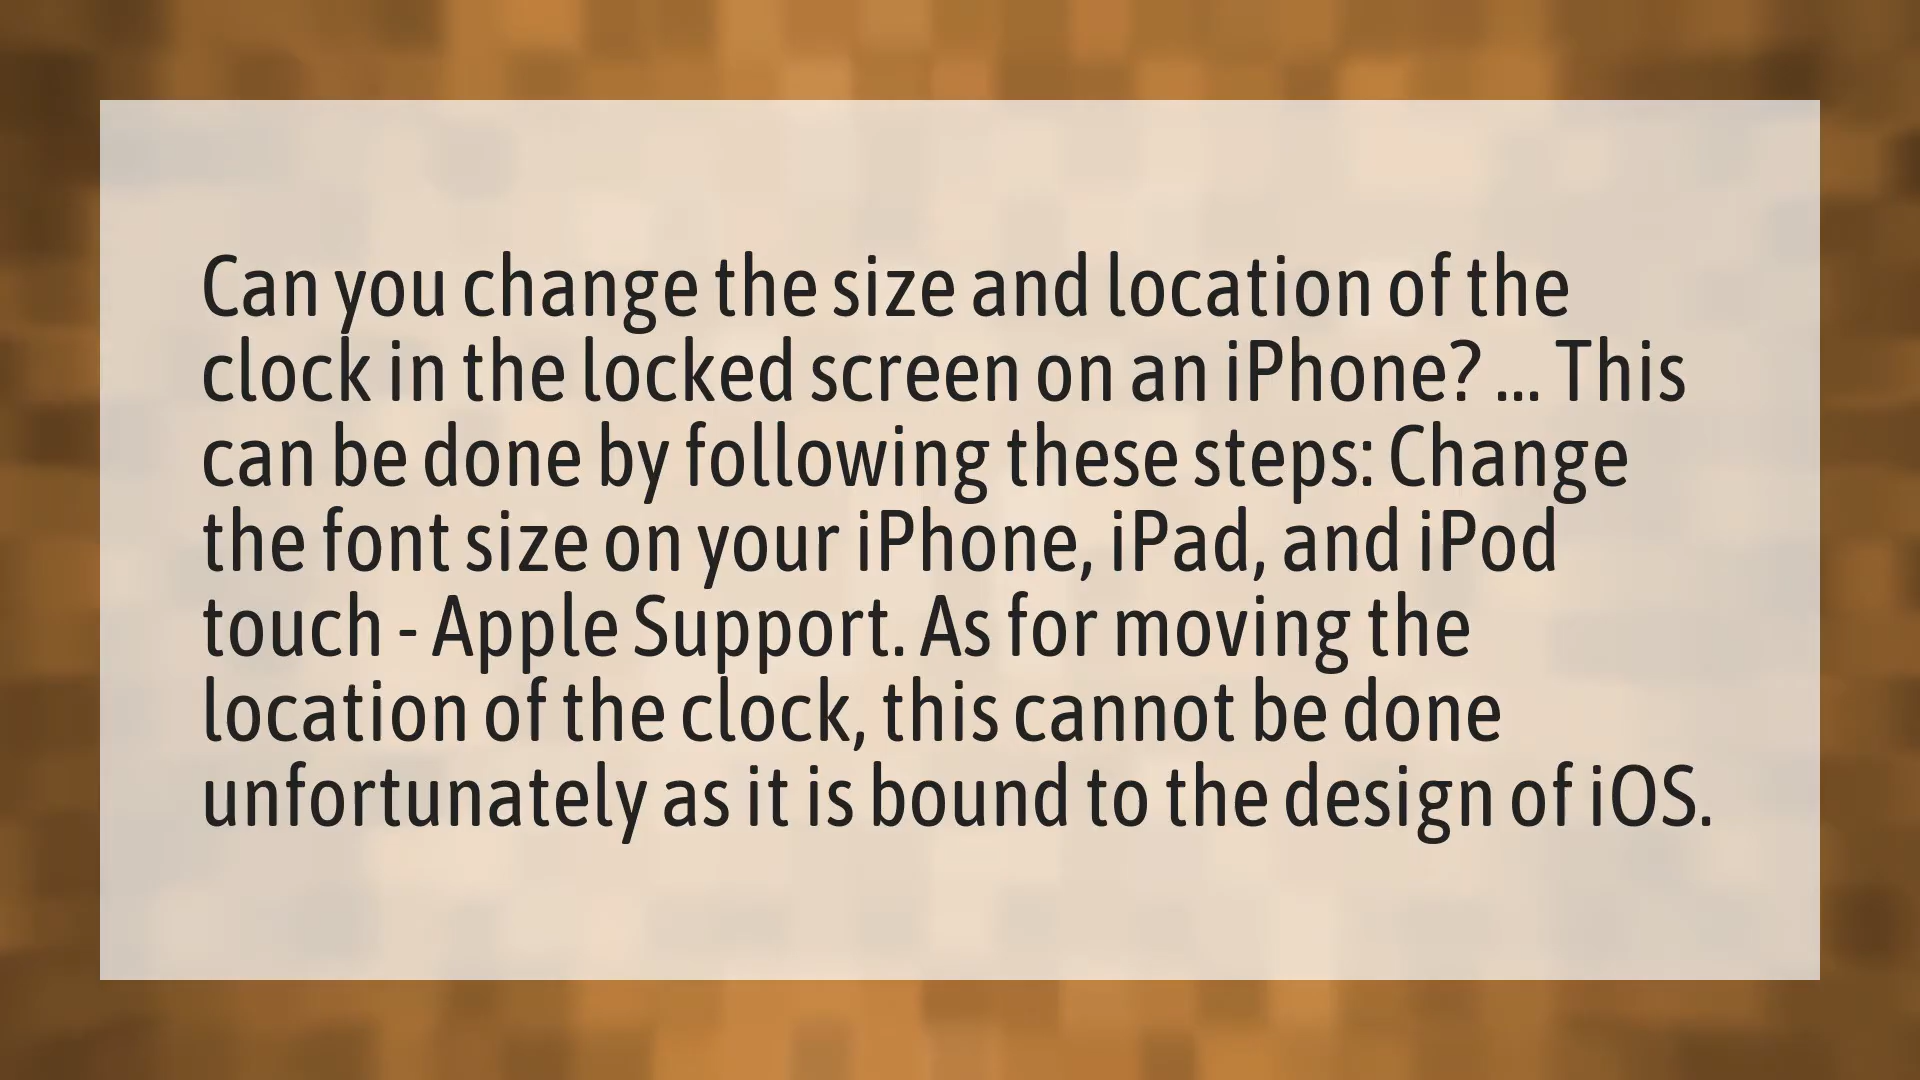 Can you change the size and location of the
clock in the locked screen on an iPhone? ... This
can be done by following these steps: Change
the font size on your iPhone, iPad, and iPod
touch - Apple Support. As for moving the
location of the clock, this cannot be done
unfortunately as it is bound to the design of iOS.